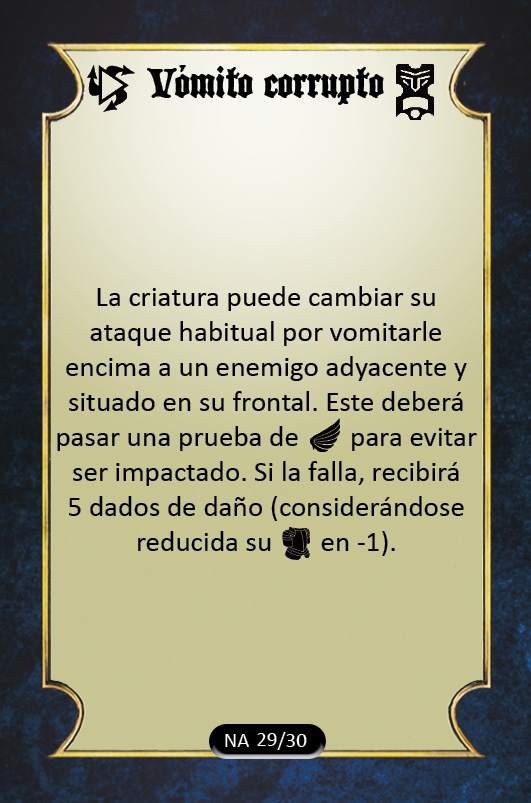 Vómito corrupto
La criatura puede cambiar su
ataque habitual por vomitarle
encima a un enemigo adyacente y
situado en su frontal. Este deberá
pasar una prueba de para evitar
ser impactado. Si la falla, recibirá
5 dados de daño (considerándose
reducida su en -1).
NA 29/30